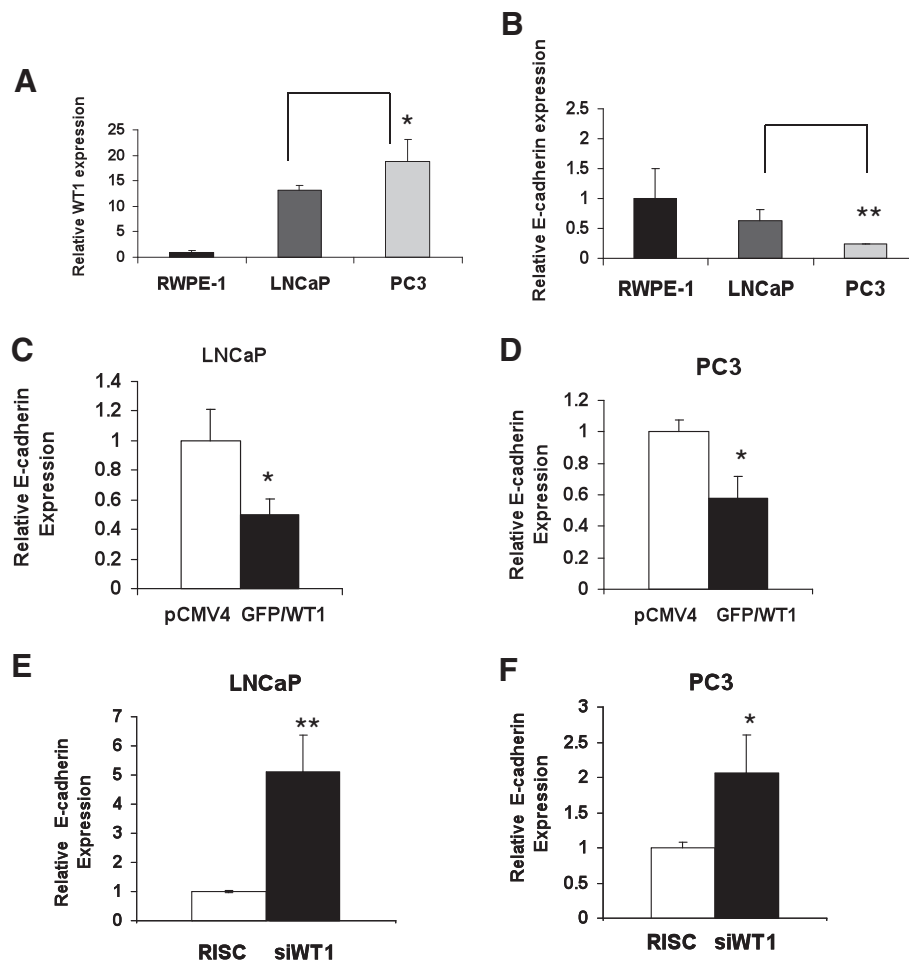 A
Relative WT1 expression
25
20
15
10
5
0
*
RWPE-1 LNCaP PC3
B
Relative E-cadherin expression
2.5
2
1.5
1
0.5
0
**
RWPE-1 LNCaP PC3
C
LNCaP
Relative E-cadherin
Expression
1.4
1.2
1
0.8
0.6
0.4
0.2
0
*
pCMV4 GFP/WT1
D
PC3
Relative E-cadherin
Expression
1.2
1
0.8
0.6
0.4
0.2
0
*
pCMV4 GFP/WT1
E
LNCaP
Relative E-cadherin
Expression
7
6
5
4
3
2
1
0
**
RISC siWT1
F
PC3
Relative E-cadherin
Expression
3
2.5
2
1.5
1
0.5
0
*
RISC siWT1